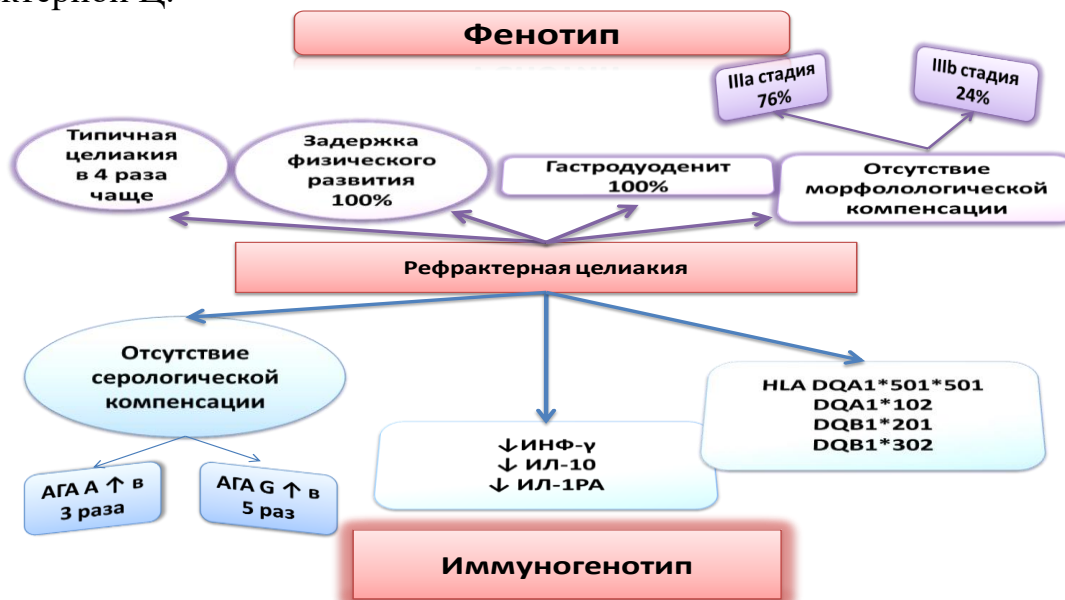 ктерной Ц.
Фенотип
IIIa стадия
76%
IIIb стадия
24%
Типичная
целиакия
в 4 раза
чаще
Задержка
физического
развития
100%
Гастродуоденит
100%
Отсутствие
морфолологической
компенсации
Рефрактерная целиакия
Отсутствие
серологической
компенсации
HLA DQA1*501*501
DQA1*102
DQB1*201
DQB1*302
↓ИНФ-γ
↓ ИЛ-10
↓ ИЛ-1РА
АГА А ↑ в
3 раза
АГА G ↑ в
5 раз
Иммуногенотип